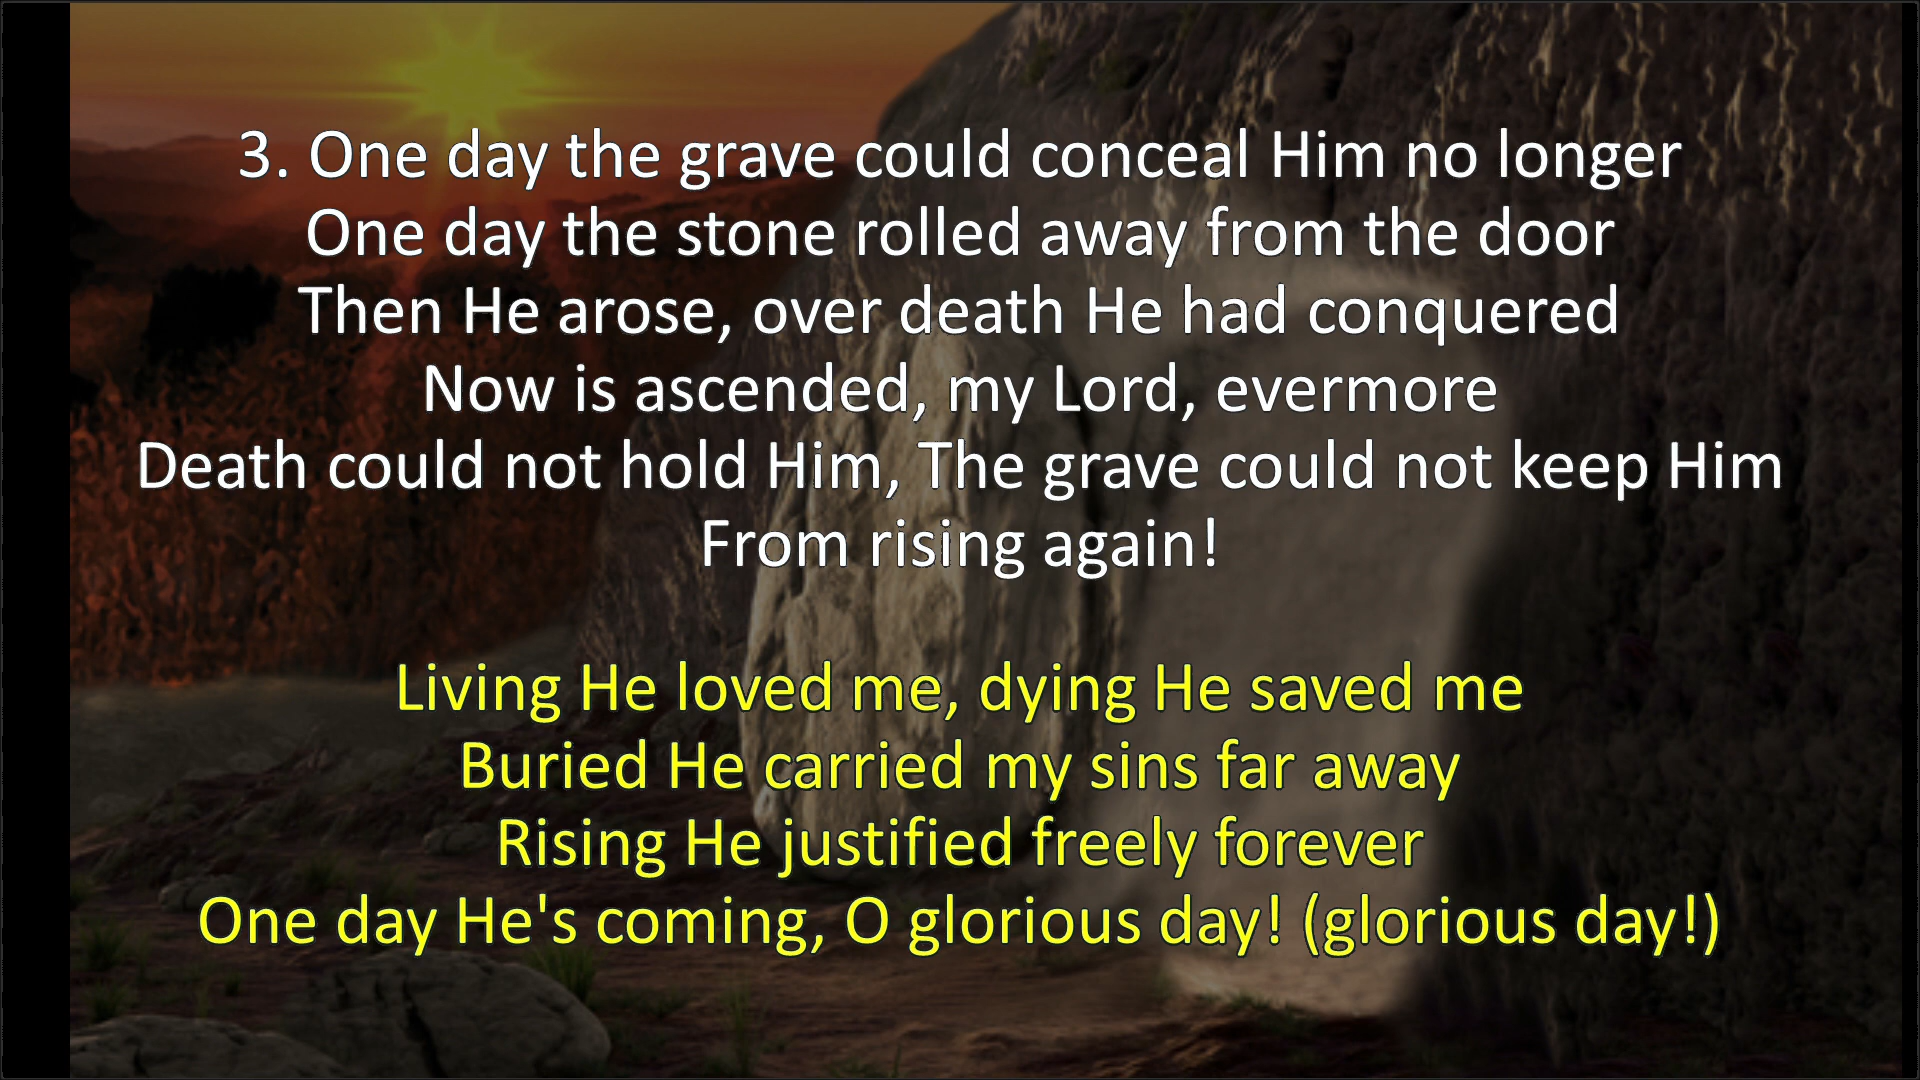 3. One day the grave could conceal Him no longer
One day the stone rolled away from the door
Then He arose, over death He had conquered
Now is ascended, my Lord, evermore
Death could not hold Him, The grave could not keep Him
From rising again!
Living He loved me, dying He saved me
Buried He carried my sins far away
Rising He justified freely forever
One day He's coming, O glorious day! (glorious day!)